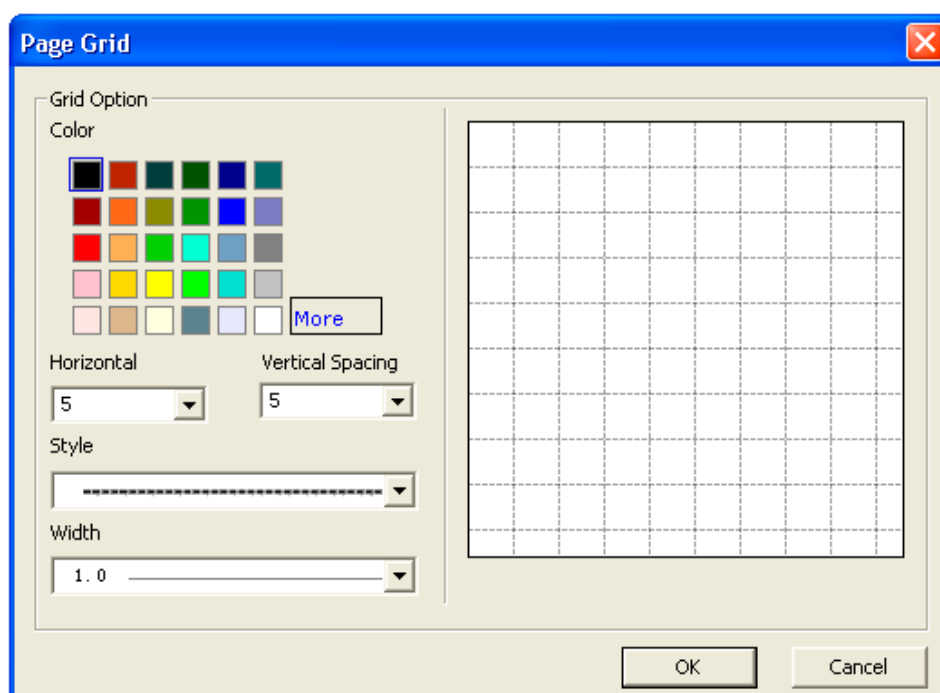 Page Grid
Grid Option
Color
More
Horizontal
Vertical Spacing
5
5
Style
Width
1.0
OK
Cancel